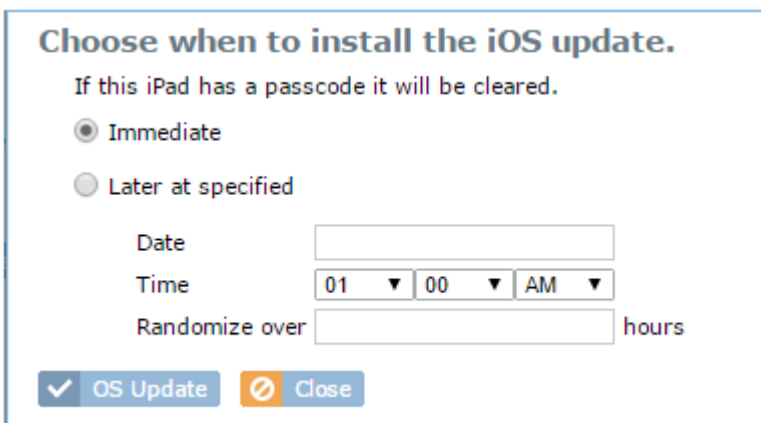 Choose when to install the iOS update.
If this iPad has a passcode it will be cleared.
Immediate
Later at specified
Date
Time 01 00 AM
Randomize over hours
OS Update Close